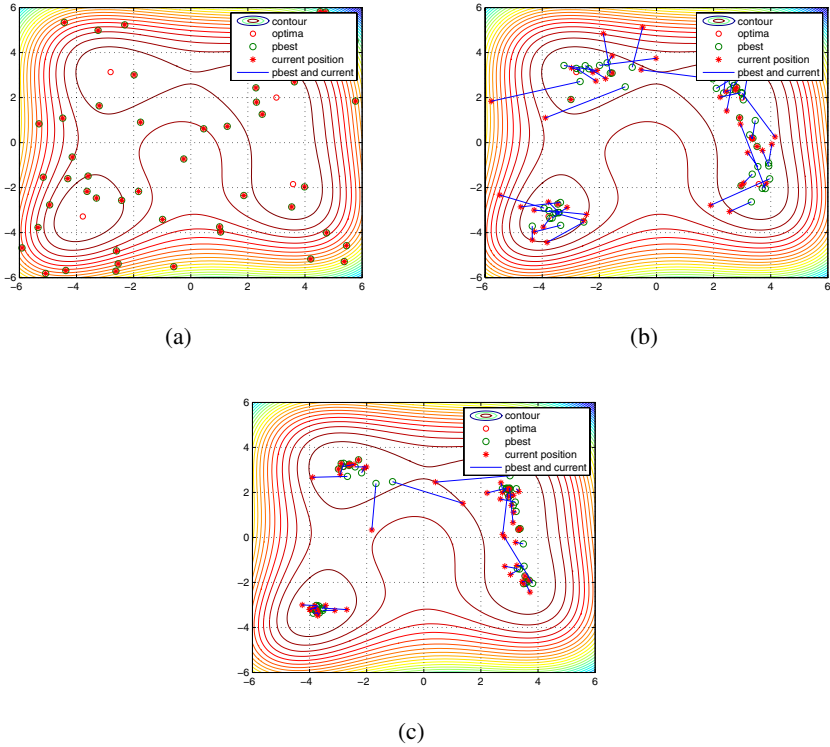 6
4
2
0
−2
−4
−6
−6 −4 −2 0 2 4 6
contour
optima
pbest
current position
pbest and current
(a)
6
4
2
0
−2
−4
−6
−6 −4 −2 0 2 4 6
contour
optima
pbest
current position
pbest and current
(b)
6
4
2
0
−2
−4
−6
−6 −4 −2 0 2 4 6
contour
optima
pbest
current position
pbest and current
(c)